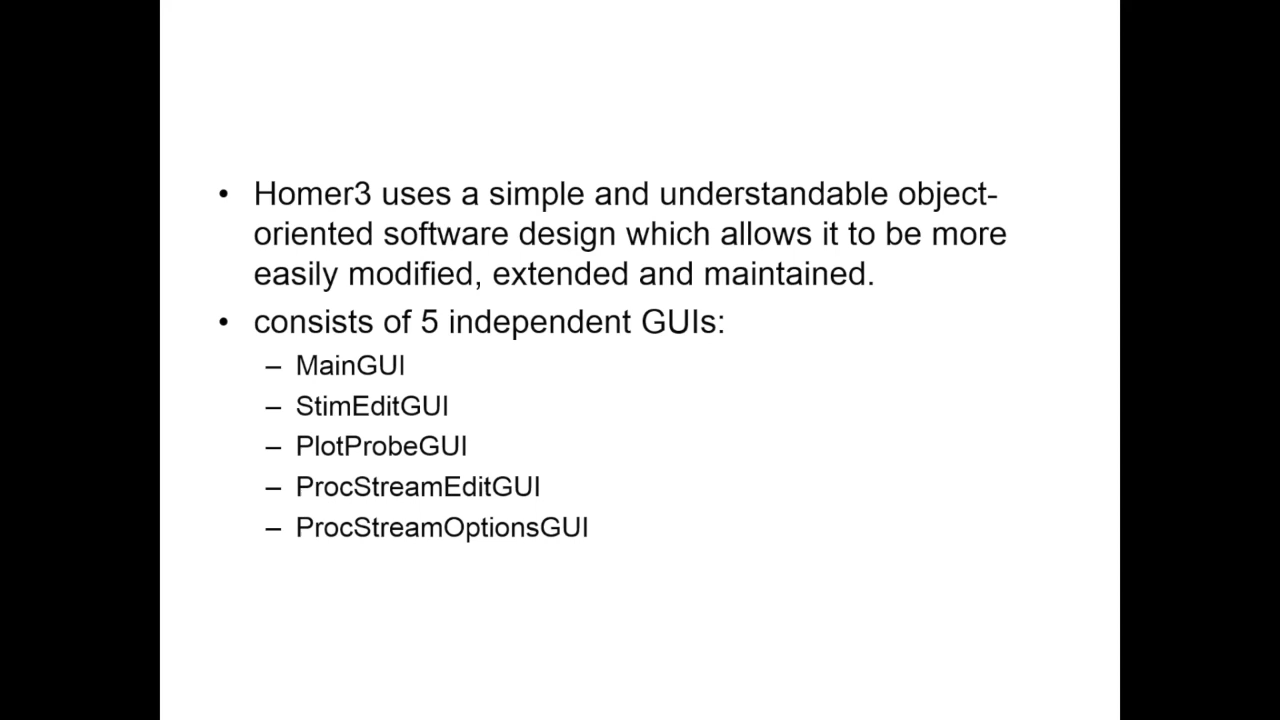 • Homer3 uses a simple and understandable object-
oriented software design which allows it to be more
easily modified, extended and maintained.
• consists of 5 independent GUIs:
– MainGUI
– StimEditGUI
– PlotProbeGUI
– ProcStreamEditGUI
– ProcStreamOptionsGUI